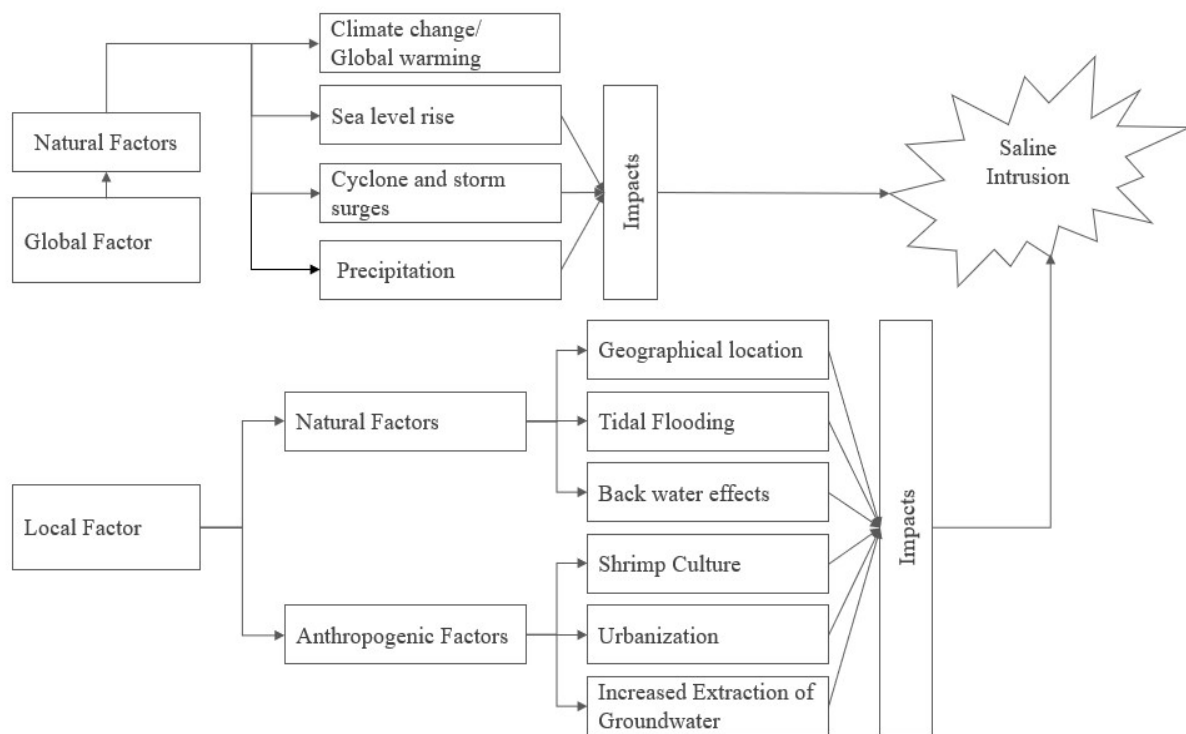 Climate change/
Global warming
Sea level rise
Natural Factors
Saline
Intrusion
Impacts
Cyclone and storm
surges
Global Factor
Precipitation
Geographical location
Natural Factors
Tidal Flooding
Back water effects
Local Factor
Impacts
Shrimp Culture
Anthropogenic Factors
Urbanization
Increased Extraction of
Groundwater